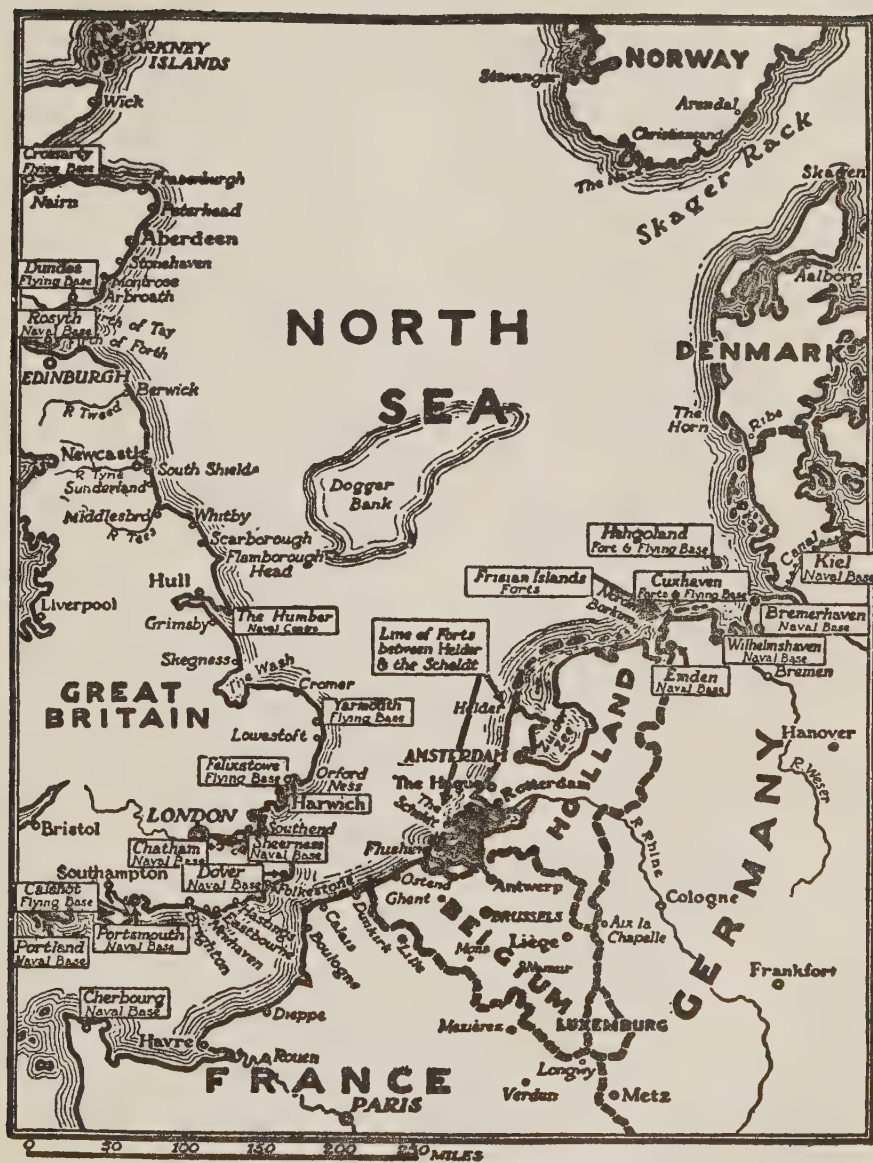 ORKNEY
ISLANDS
Wick
Cromarty
Flying Base
Nairn
Fraserburgh
Peterhead
Aberdeen
Stonehaven
Dundee
Flying Base
Montrose
Arbroath
Rosyth
Naval Base
Firth of Tay
Firth of Forth
EDINBURGH
Berwick
R Tweed
Newcastle
South Shields
R Tyne
Sunderland
Middlesbro
R Tees
Whitby
Scarborough
Flamborough
Head
Hull
Liverpool
Grimsby
The Humber
Naval Centre
Skegness
The Wash
Cromer
GREAT
BRITAIN
Yarmouth
Flying Base
Lowestoft
Felixstowe
Flying Base
Orford
Ness
Harwich
LONDON
Bristol
Southend
Chatham
Naval Base
Sheerness
Naval Base
Southampton
Dover
Naval Base
Calshot
Flying Base
Folkestone
Portsmouth
Naval Base
Portland
Naval Base
Brighton
Newhaven
Eastbourne
Hastings
Cherbourg
Naval Base
Havre
Rouen
Dieppe
Boulogne
Calais
Dunkirk
Lille
FRANCE
PARIS
NORTH
SEA
Dogger
Bank
NORWAY
Stavanger
Arendal
Christiansand
The Naze
Skager Rack
Skagen
Aalborg
DENMARK
The
Horn
Ribe
Canal
Kiel
Naval Base
Heligoland
Fort & Flying Base
Frisian Islands
Forts
Cuxhaven
Forts & Flying Base
Borkum
Bremerhaven
Naval Base
Wilhelmshaven
Naval Base
Emden
Naval Base
Bremen
Line of Forts
between Helder
& the Scheldt
Helder
Zuider
Zee
AMSTERDAM
The Hague
Rotterdam
The
Scheldt
Flushing
HOLLAND
Hanover
R Weser
GERMANY
R Rhine
Ostend
Ghent
Antwerp
BELGIUM
BRUSSELS
Cologne
Aix la
Chapelle
Liège
Mons
Namur
Frankfort
Mezières
LUXEMBURG
Longwy
Verdun
Metz
0 50 100 150 200 250 MILES